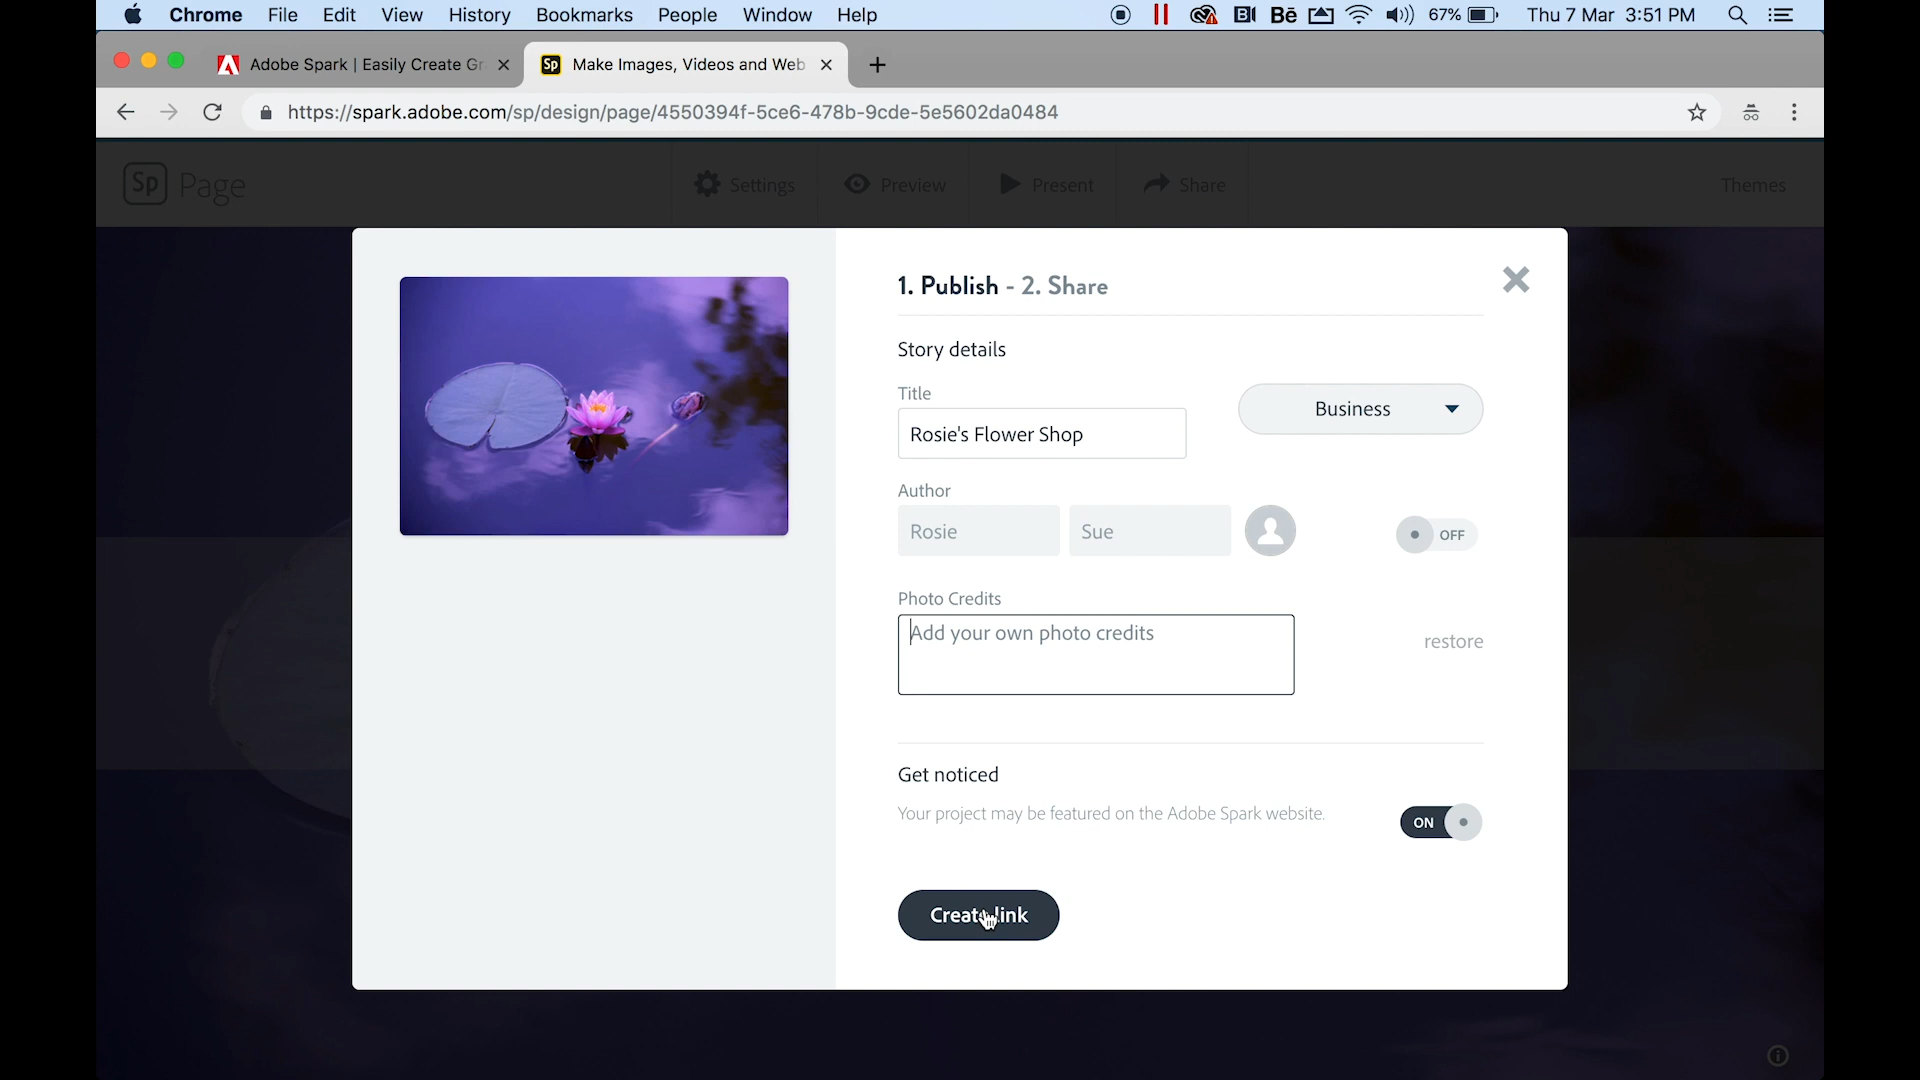 Chrome File Edit View History Bookmarks People Window Help 67% Thu 7 Mar 3:51 PM
Adobe Spark | Easily Create Gr
Sp Make Images, Videos and Web
https://spark.adobe.com/sp/design/page/4550394f-5ce6-478b-9cde-5e5602da0484
Sp Page Settings Preview Present Share Themes
1. Publish - 2. Share
Story details
Title
Business
Rosie's Flower Shop
Author
Rosie Sue OFF
Photo Credits
Add your own photo credits
restore
Get noticed
Your project may be featured on the Adobe Spark website.
ON
Create link